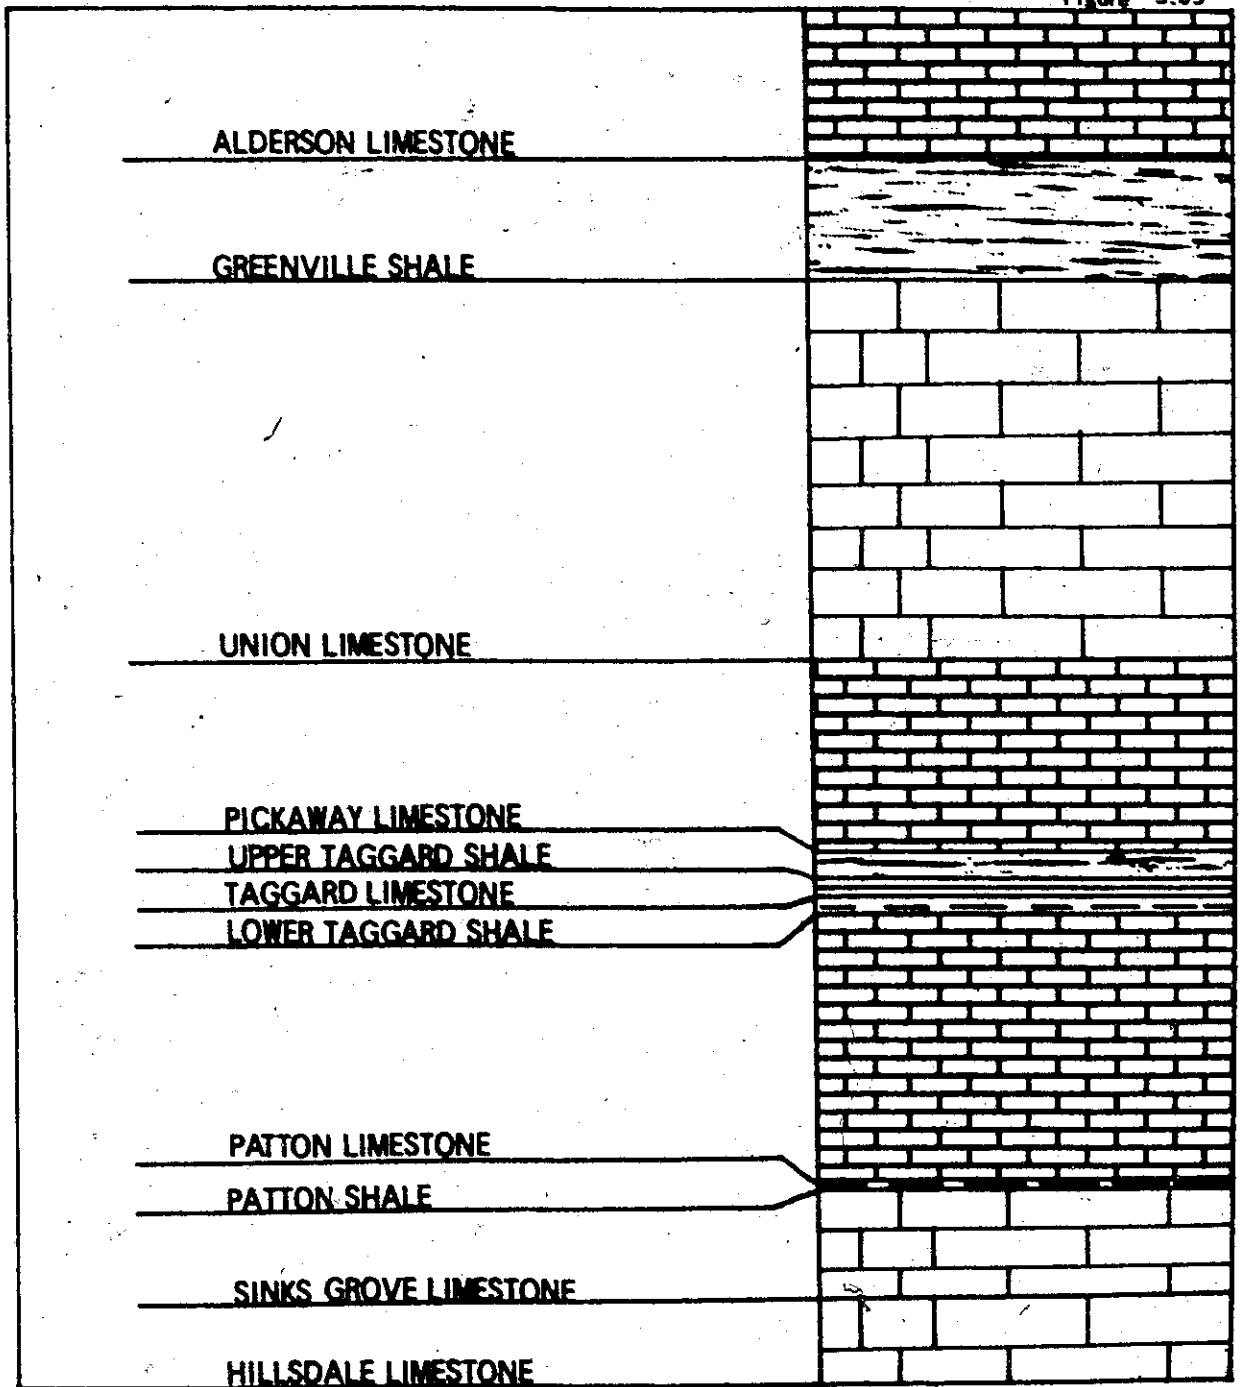 Figure
ALDERSON LIMESTONE
GREENVILLE SHALE
UNION LIMESTONE
PICKAWAY LIMESTONE
UPPER TAGGARD SHALE
TAGGARD LIMESTONE
LOWER TAGGARD SHALE
PATTON LIMESTONE
PATTON SHALE
SINKS GROVE LIMESTONE
HILLSDALE LIMESTONE